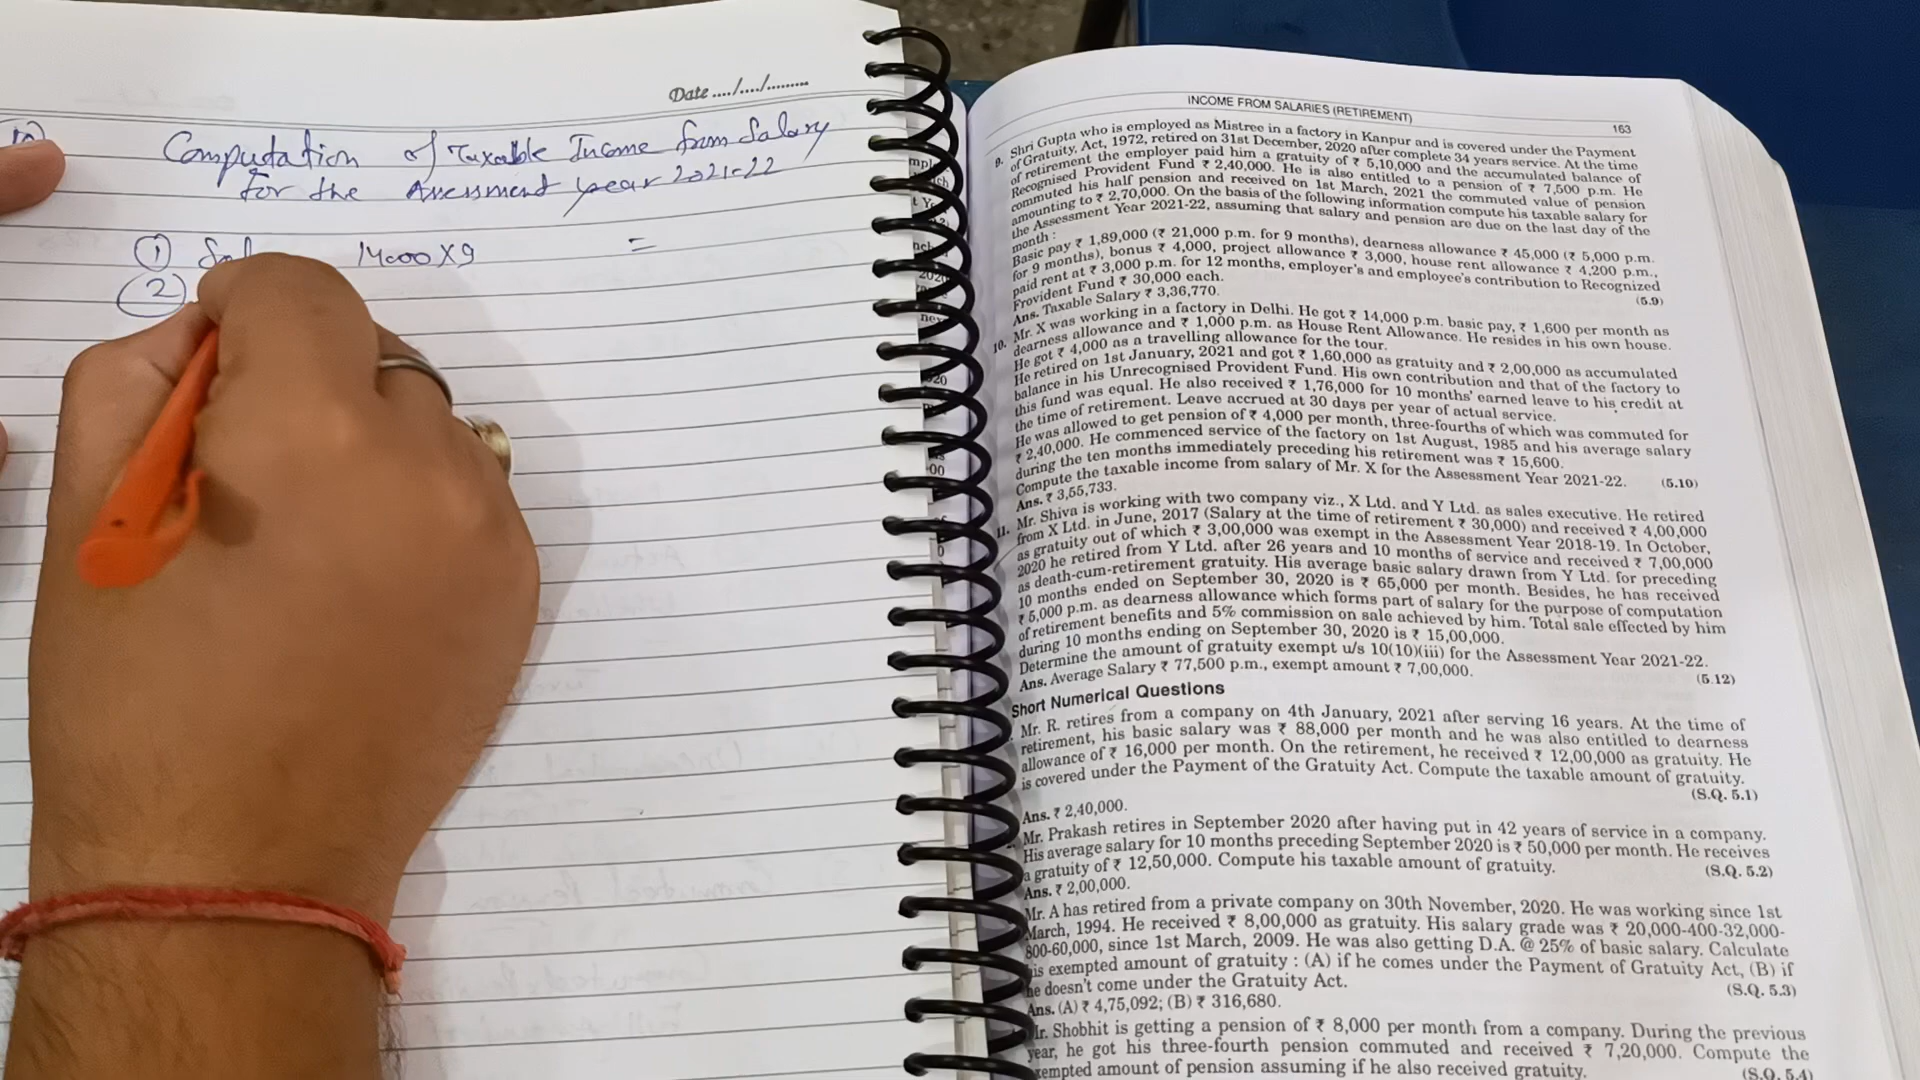 Date ..../..../.........
Computation of Taxable Income from Salary
for the Assessment year 2021-22
① Sal 14000 X 9 =
②
INCOME FROM SALARIES (RETIREMENT)
163
9. Shri Gupta who is employed as Mistree in a factory in Kanpur and is covered under the Payment
of Gratuity, Act, 1972, retired on 31st December, 2020 after complete 34 years service. At the time
of retirement the employer paid him a gratuity of ₹ 5,10,000 and the accumulated balance of
Recognised Provident Fund ₹ 2,40,000. He is also entitled to a pension of ₹ 7,500 p.m. He
commuted his half pension and received on 1st March, 2021 the commuted value of pension
amounting to ₹ 2,70,000. On the basis of the following information compute his taxable salary for
the Assessment Year 2021-22, assuming that salary and pension are due on the last day of the
month :
Basic pay ₹ 1,89,000 (₹ 21,000 p.m. for 9 months), dearness allowance ₹ 45,000 (₹ 5,000 p.m.
for 9 months), bonus ₹ 4,000, project allowance ₹ 3,000, house rent allowance ₹ 4,200 p.m.,
paid rent at ₹ 3,000 p.m. for 12 months, employer's and employee's contribution to Recognized
Provident Fund ₹ 30,000 each.
Ans. Taxable Salary ₹ 3,36,770. (5.9)
10. Mr. X was working in a factory in Delhi. He got ₹ 14,000 p.m. basic pay, ₹ 1,600 per month as
dearness allowance and ₹ 1,000 p.m. as House Rent Allowance. He resides in his own house.
He got ₹ 4,000 as a travelling allowance for the tour.
He retired on 1st January, 2021 and got ₹ 1,60,000 as gratuity and ₹ 2,00,000 as accumulated
balance in his Unrecognised Provident Fund. His own contribution and that of the factory to
this fund was equal. He also received ₹ 1,76,000 for 10 months' earned leave to his credit at
the time of retirement. Leave accrued at 30 days per year of actual service.
He was allowed to get pension of ₹ 4,000 per month, three-fourths of which was commuted for
₹ 2,40,000. He commenced service of the factory on 1st August, 1985 and his average salary
during the ten months immediately preceding his retirement was ₹ 15,600.
Compute the taxable income from salary of Mr. X for the Assessment Year 2021-22.
Ans. ₹ 3,55,733. (5.10)
11. Mr. Shiva is working with two company viz., X Ltd. and Y Ltd. as sales executive. He retired
from X Ltd. in June, 2017 (Salary at the time of retirement ₹ 30,000) and received ₹ 4,00,000
as gratuity out of which ₹ 3,00,000 was exempt in the Assessment Year 2018-19. In October,
2020 he retired from Y Ltd. after 26 years and 10 months of service and received ₹ 7,00,000
as death-cum-retirement gratuity. His average basic salary drawn from Y Ltd. for preceding
10 months ended on September 30, 2020 is ₹ 65,000 per month. Besides, he has received
₹ 5,000 p.m. as dearness allowance which forms part of salary for the purpose of computation
of retirement benefits and 5% commission on sale achieved by him. Total sale effected by him
during 10 months ending on September 30, 2020 is ₹ 15,00,000.
Determine the amount of gratuity exempt u/s 10(10)(iii) for the Assessment Year 2021-22.
Ans. Average Salary ₹ 77,500 p.m., exempt amount ₹ 7,00,000. (5.12)
Short Numerical Questions
Mr. R. retires from a company on 4th January, 2021 after serving 16 years. At the time of
retirement, his basic salary was ₹ 88,000 per month and he was also entitled to dearness
allowance of ₹ 16,000 per month. On the retirement, he received ₹ 12,00,000 as gratuity. He
is covered under the Payment of the Gratuity Act. Compute the taxable amount of gratuity.
Ans. ₹ 2,40,000. (S.Q. 5.1)
Mr. Prakash retires in September 2020 after having put in 42 years of service in a company.
His average salary for 10 months preceding September 2020 is ₹ 50,000 per month. He receives
a gratuity of ₹ 12,50,000. Compute his taxable amount of gratuity.
Ans. ₹ 2,00,000. (S.Q. 5.2)
Mr. A has retired from a private company on 30th November, 2020. He was working since 1st
March, 1994. He received ₹ 8,00,000 as gratuity. His salary grade was ₹ 20,000-400-32,000-
800-60,000, since 1st March, 2009. He was also getting D.A. @ 25% of basic salary. Calculate
his exempted amount of gratuity : (A) if he comes under the Payment of Gratuity Act, (B) if
he doesn't come under the Gratuity Act.
Ans. (A) ₹ 4,75,092; (B) ₹ 316,680. (S.Q. 5.3)
Mr. Shobhit is getting a pension of ₹ 8,000 per month from a company. During the previous
year, he got his three-fourth pension commuted and received ₹ 7,20,000. Compute the
exempted amount of pension assuming if he also received gratuity. (S.Q. 5.4)